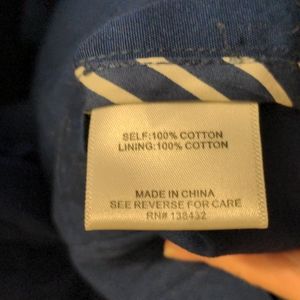 SELF:100% COTTON
LINING:100% COTTON
MADE IN CHINA
SEE REVERSE FOR CARE
RN# 138432